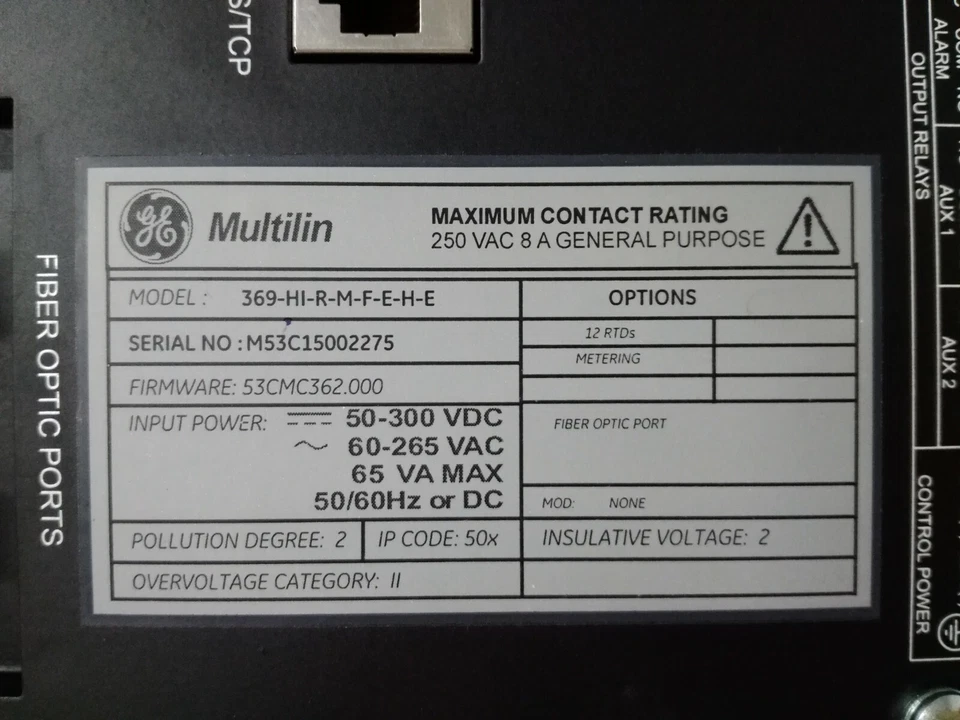 S/TCP
FIBER OPTIC PORTS
GE Multilin
MAXIMUM CONTACT RATING
250 VAC 8 A GENERAL PURPOSE
MODEL : 369-HI-R-M-F-E-H-E
SERIAL NO : M53C15002275
FIRMWARE: 53CMC362.000
INPUT POWER: 50-300 VDC
60-265 VAC
65 VA MAX
50/60Hz or DC
POLLUTION DEGREE: 2
IP CODE: 50x
OVERVOLTAGE CATEGORY: II
OPTIONS
12 RTDs
METERING
FIBER OPTIC PORT
MOD: NONE
INSULATIVE VOLTAGE: 2
OUTPUT RELAYS
ALARM
AUX 1
AUX 2
CONTROL POWER